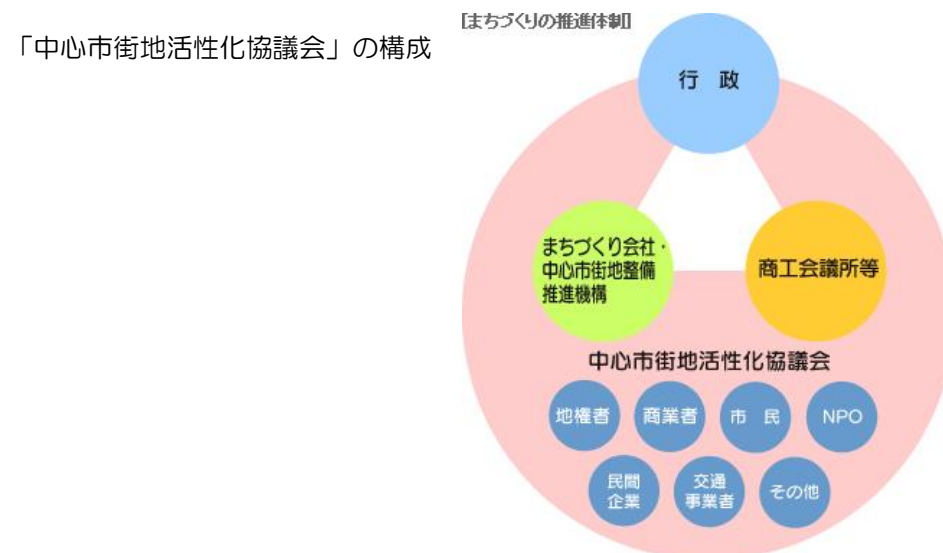 [まちづくりの推進体制]
「中心市街地活性化協議会」の構成
行 政
まちづくり会社・
中心市街地整備
推進機構
商工会議所等
中心市街地活性化協議会
地権者
商業者
市 民
NPO
民間
企業
交通
事業者
その他